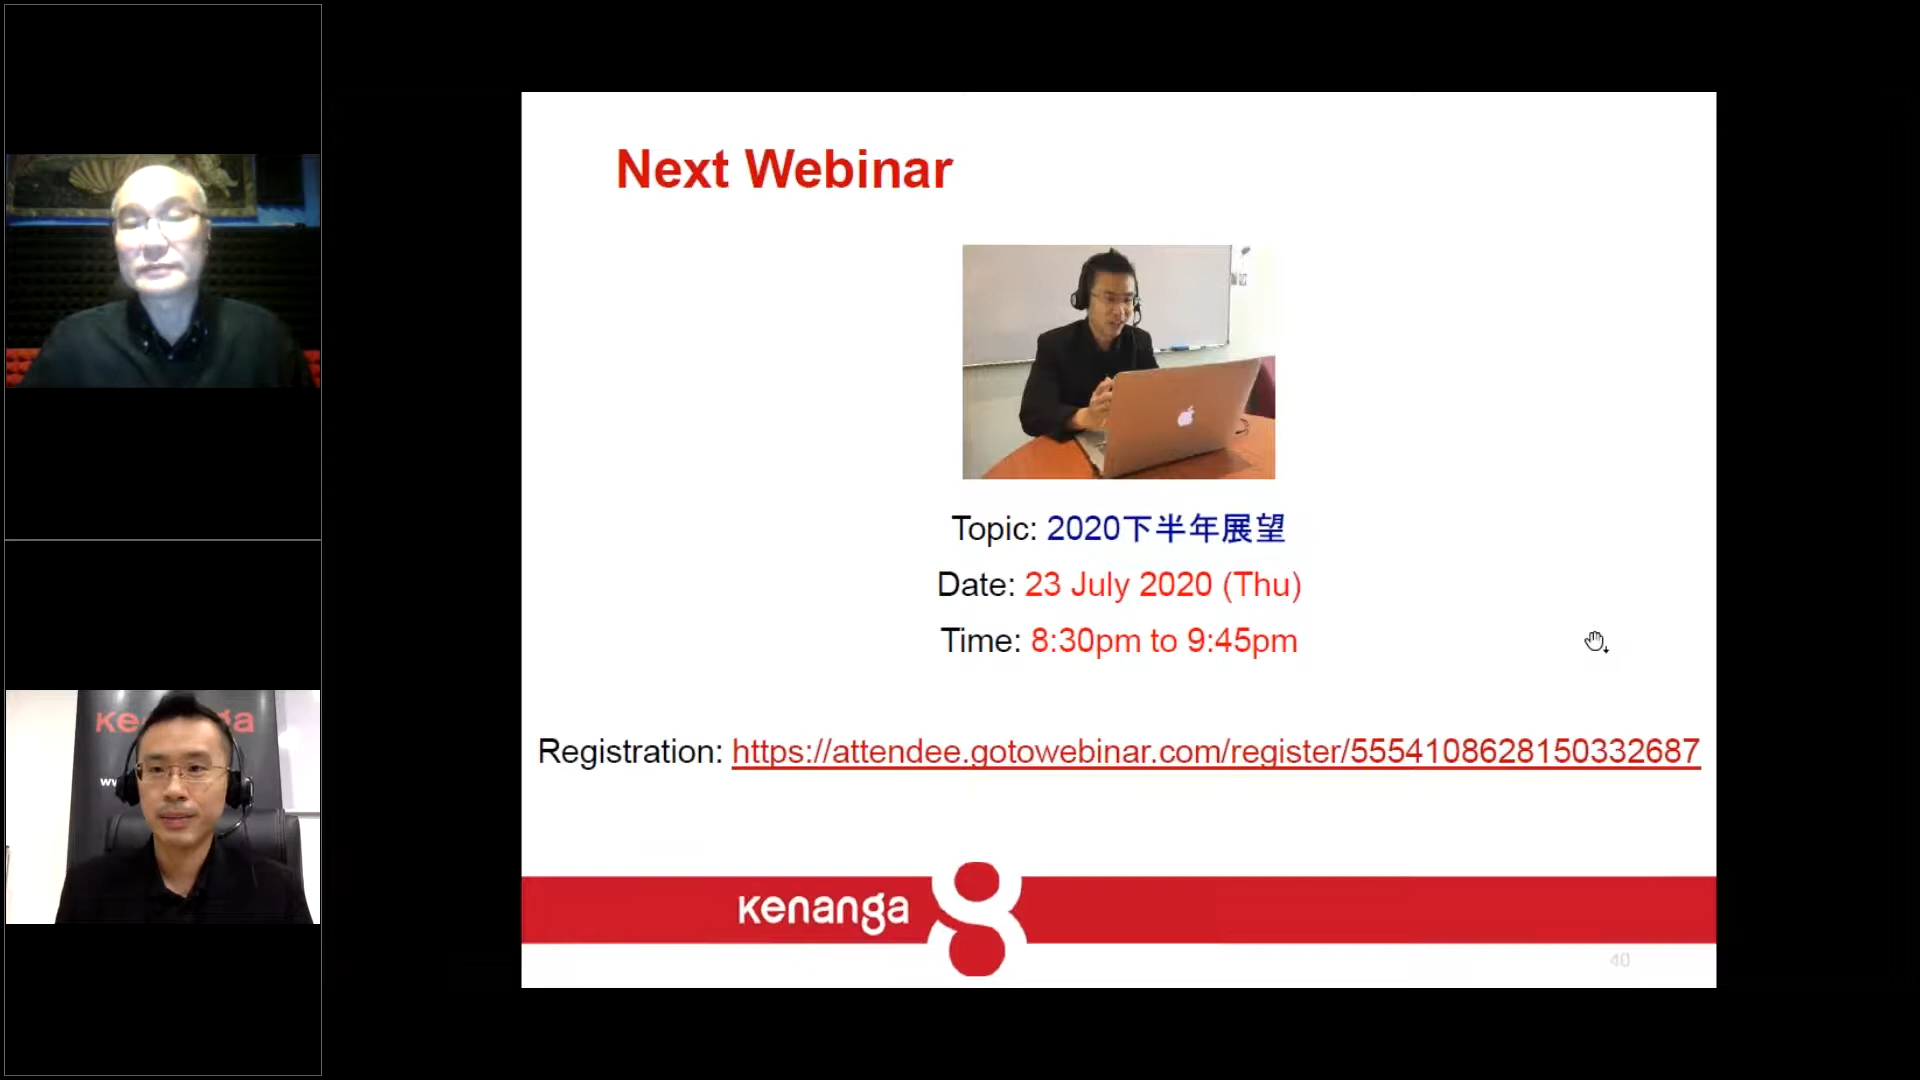 Next Webinar
Topic: 2020下半年展望
Date: 23 July 2020 (Thu)
Time: 8:30pm to 9:45pm
Registration: https://attendee.gotowebinar.com/register/5554108628150332687
кenanga
40